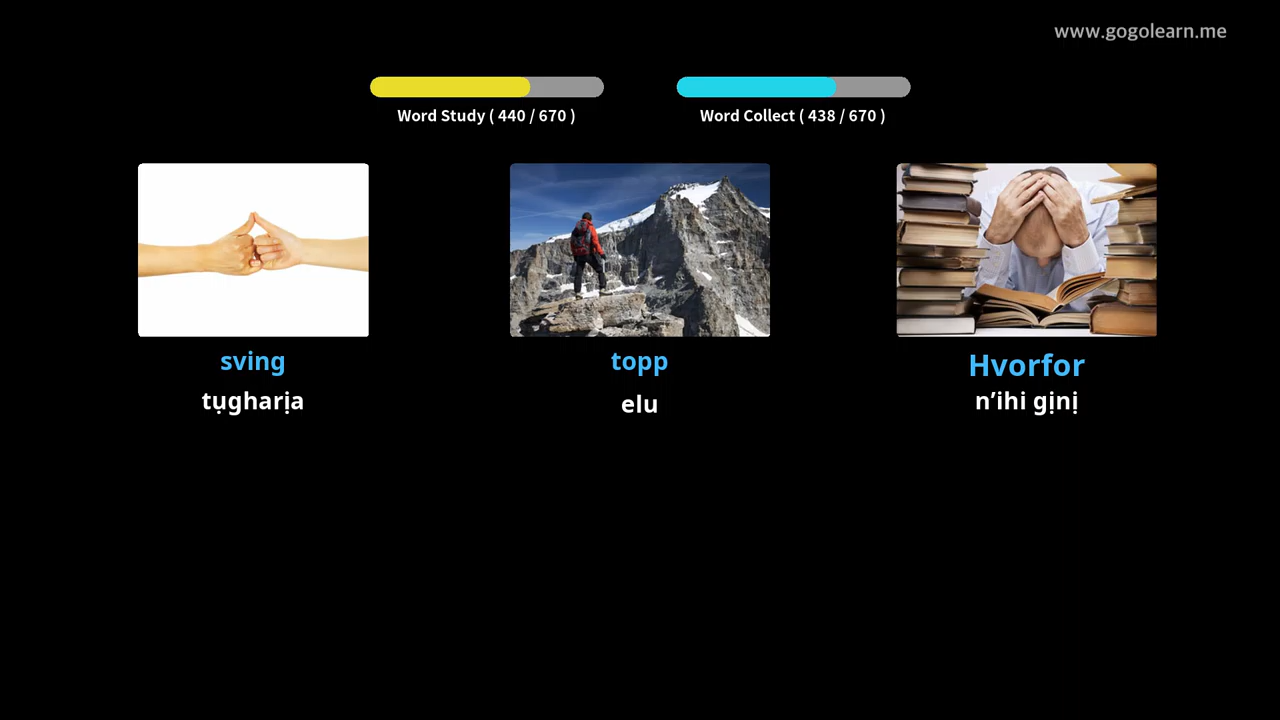 www.gogolearn.me
Word Study ( 440 / 670 )
Word Collect ( 438 / 670 )
sving
topp
Hvorfor
tụgharịa
elu
n’ihi gịnị